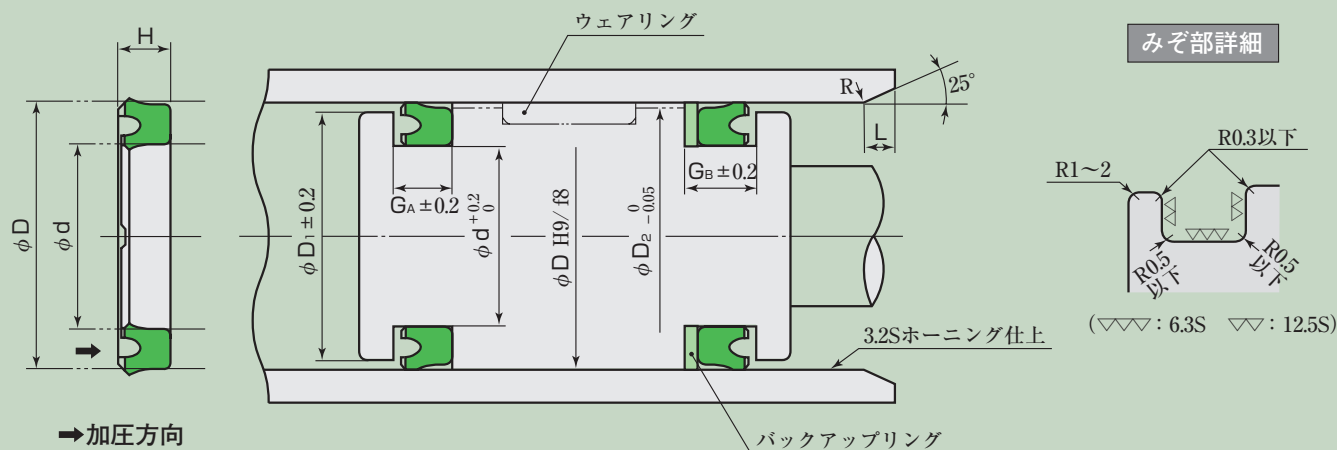 ウェアリング
みぞ部詳細
H
R
25°
L
φD
φd
GA±0.2
GB±0.2
φD1±0.2
φd +0.2 0
φD H9/f8
φD2 0 -0.05
R1〜2
R0.3以下
R0.5
以下
R0.5
以下
(▽▽▽：6.3S ▽▽：12.5S)
3.2Sホーニング仕上
➡加圧方向
バックアップリング